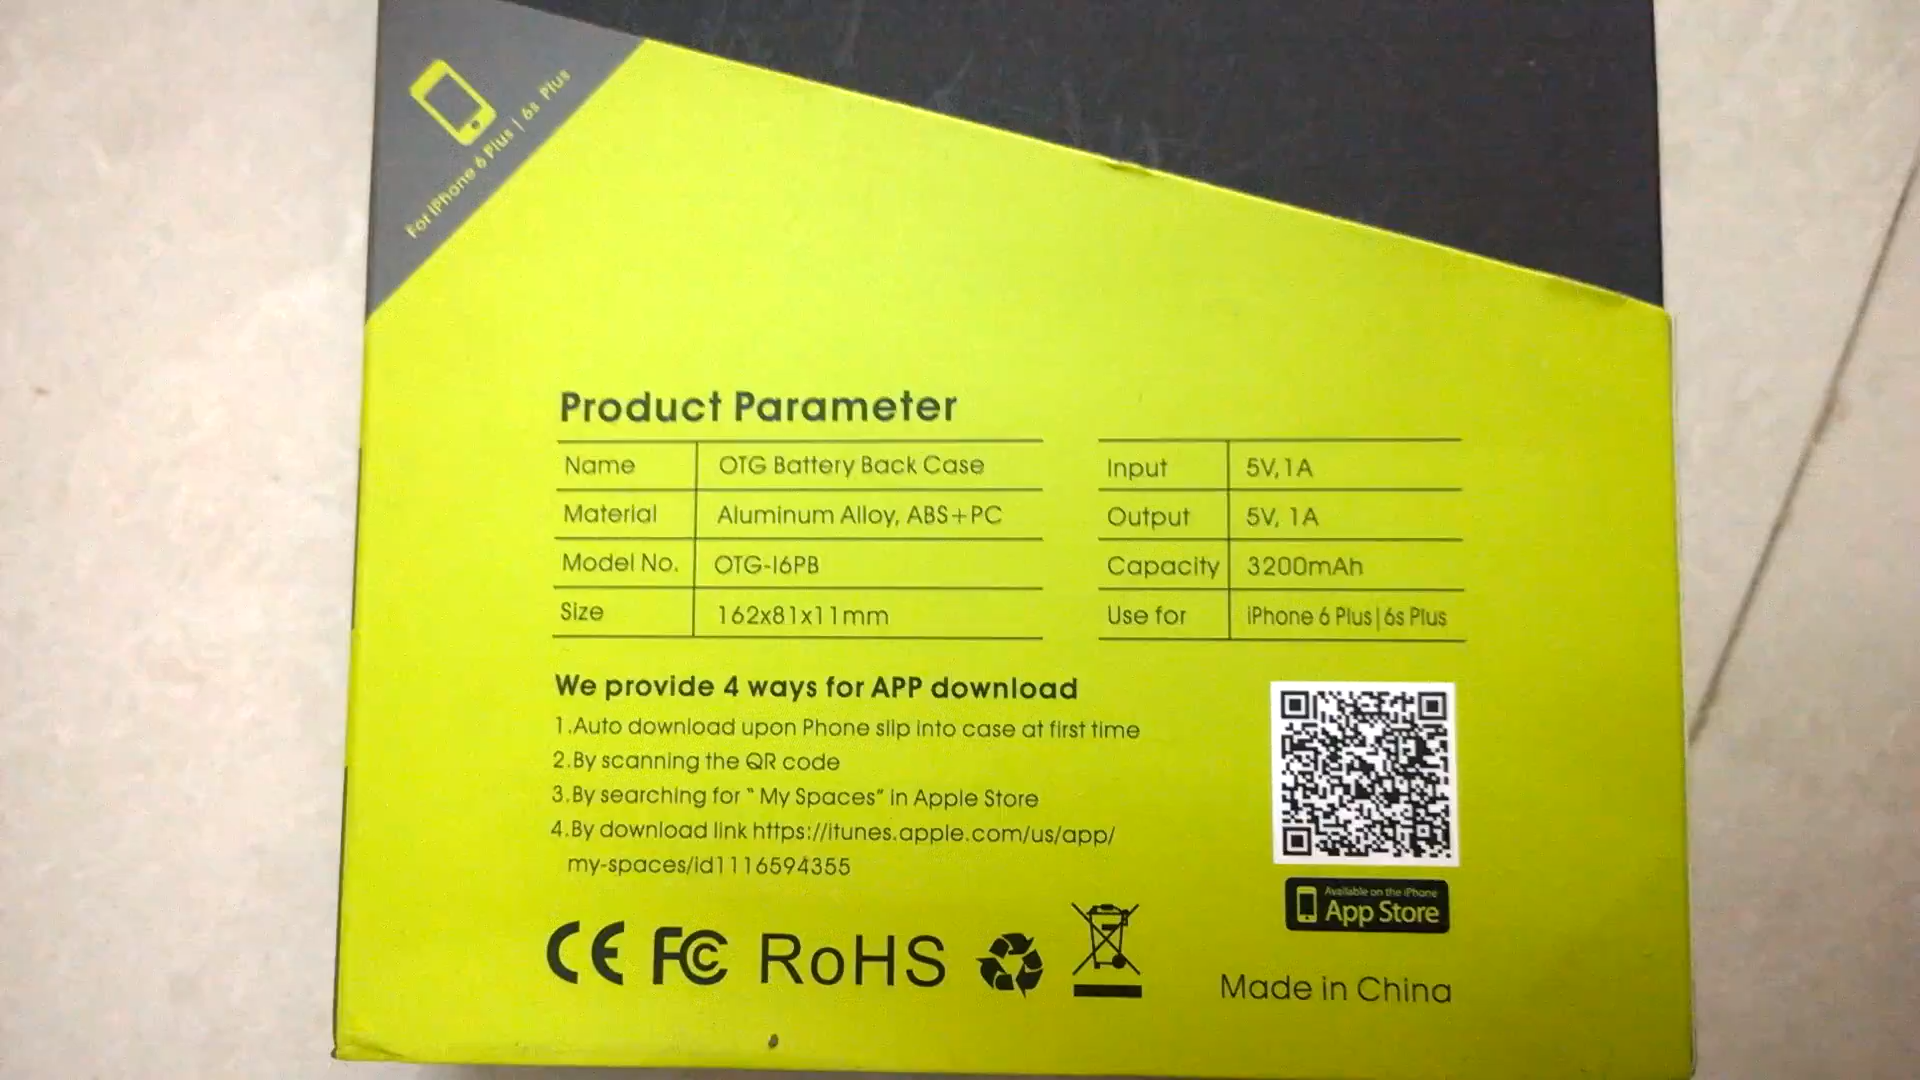 For iPhone 6 Plus | 6s Plus
Product Parameter
Name OTG Battery Back Case
Material Aluminum Alloy, ABS+PC
Model No. OTG-I6PB
Size 162x81x11mm
Input 5V,1A
Output 5V, 1A
Capacity 3200mAh
Use for iPhone 6 Plus|6s Plus
We provide 4 ways for APP download
1.Auto download upon Phone slip into case at first time
2.By scanning the QR code
3.By searching for “ My Spaces” in Apple Store
4.By download link https://itunes.apple.com/us/app/
my-spaces/id1116594355
Available on the iPhone
App Store
CE FC RoHS
Made in China